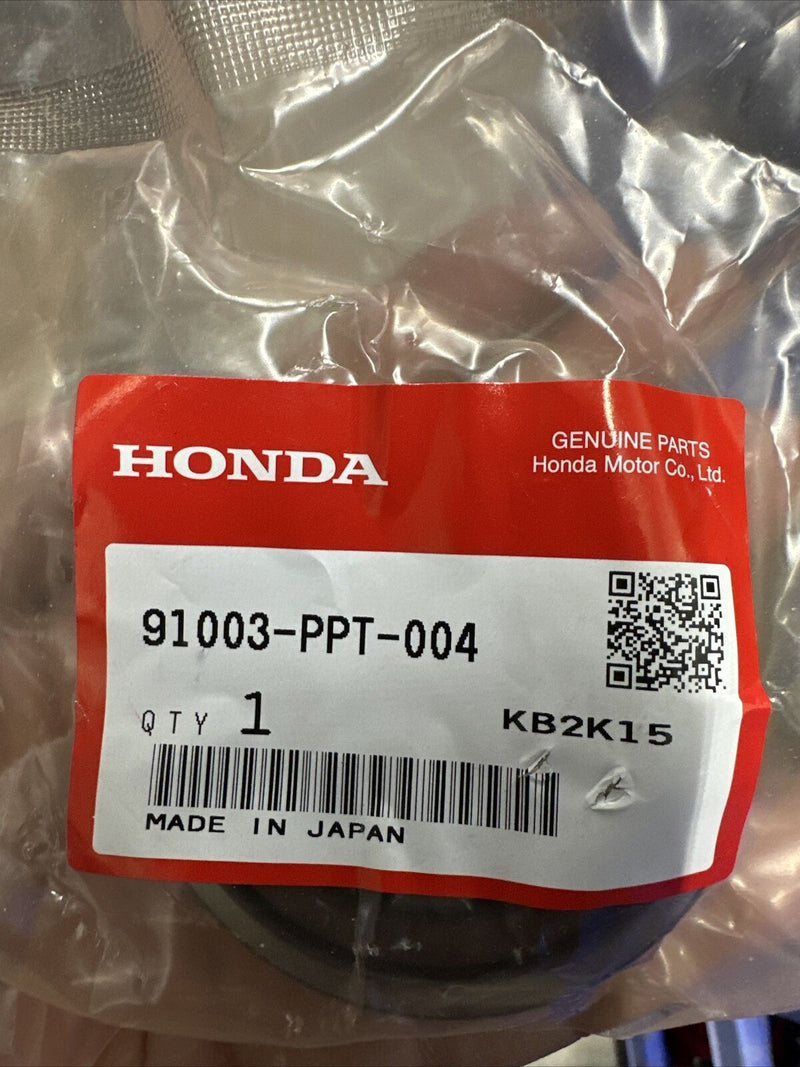 HONDA
GENUINE PARTS
Honda Motor Co., Ltd.
91003-PPT-004
QTY 1
KB2K15
MADE IN JAPAN